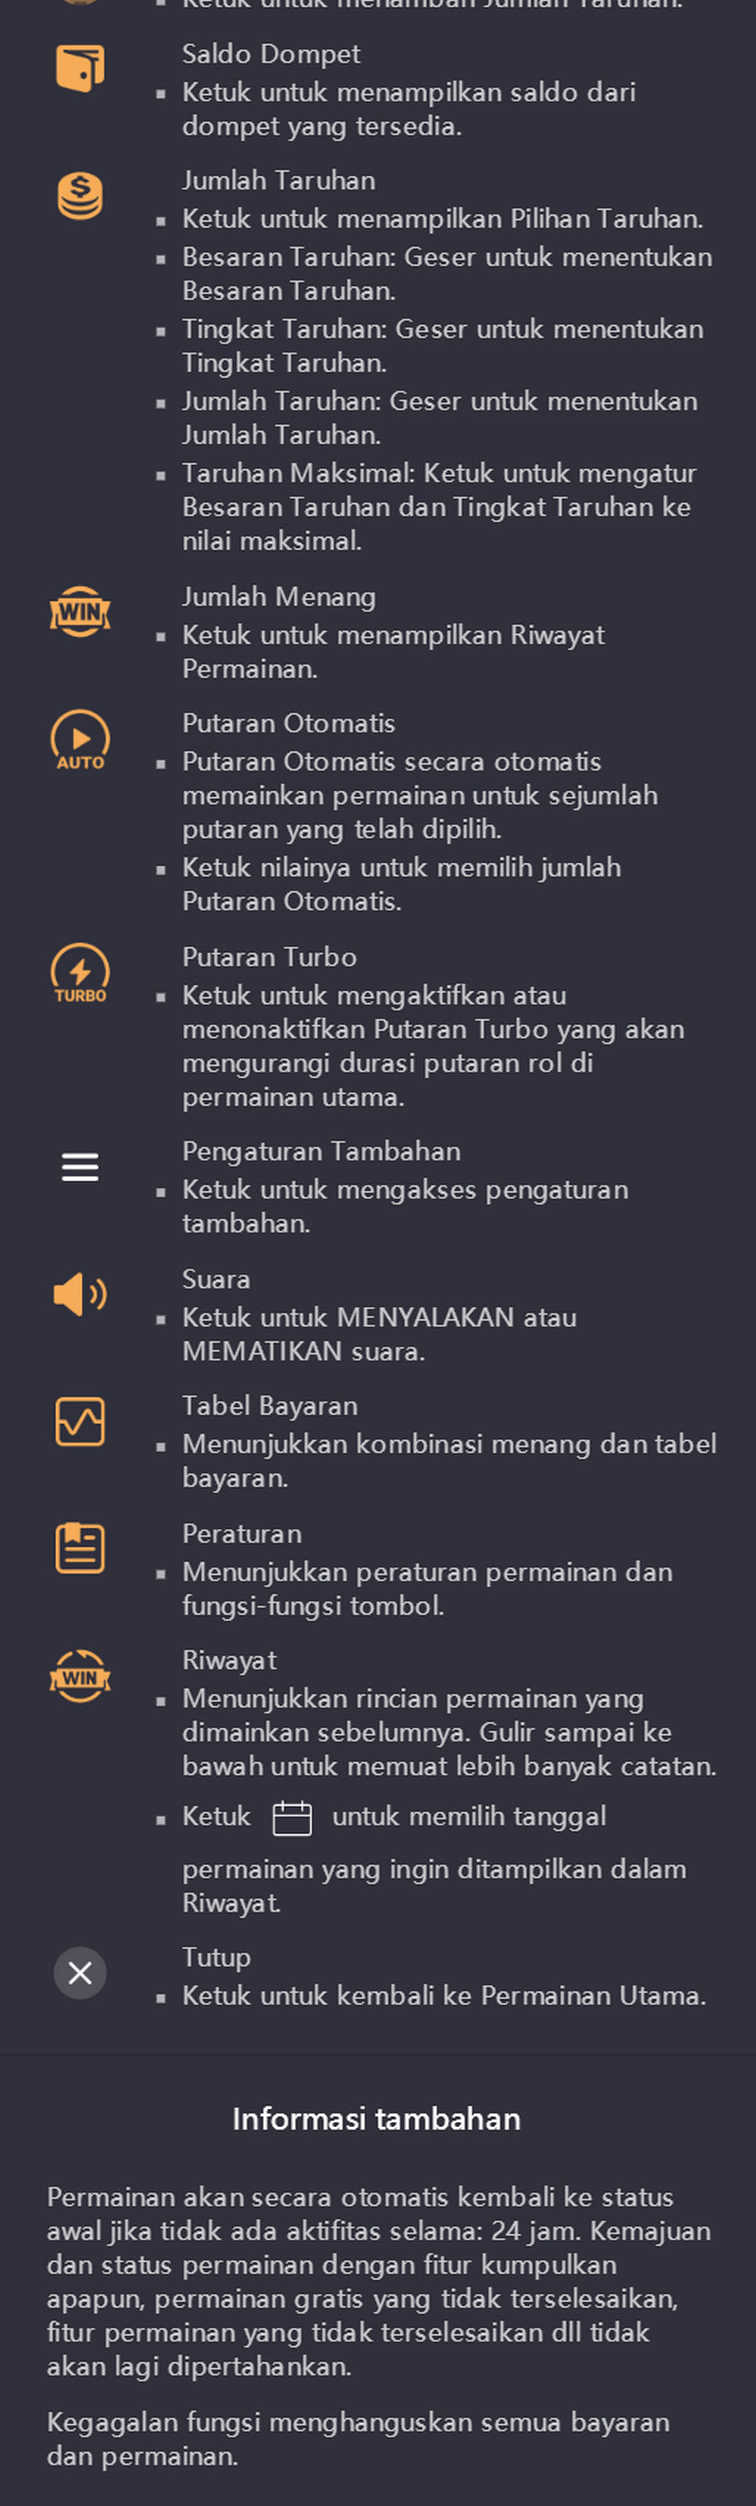 Ketuk untuk menambah Jumlah Taruhan.
Saldo Dompet
▪ Ketuk untuk menampilkan saldo dari
dompet yang tersedia.
Jumlah Taruhan
▪ Ketuk untuk menampilkan Pilihan Taruhan.
▪ Besaran Taruhan: Geser untuk menentukan
Besaran Taruhan.
▪ Tingkat Taruhan: Geser untuk menentukan
Tingkat Taruhan.
▪ Jumlah Taruhan: Geser untuk menentukan
Jumlah Taruhan.
▪ Taruhan Maksimal: Ketuk untuk mengatur
Besaran Taruhan dan Tingkat Taruhan ke
nilai maksimal.
WIN
Jumlah Menang
▪ Ketuk untuk menampilkan Riwayat
Permainan.
AUTO
Putaran Otomatis
▪ Putaran Otomatis secara otomatis
memainkan permainan untuk sejumlah
putaran yang telah dipilih.
▪ Ketuk nilainya untuk memilih jumlah
Putaran Otomatis.
TURBO
Putaran Turbo
▪ Ketuk untuk mengaktifkan atau
menonaktifkan Putaran Turbo yang akan
mengurangi durasi putaran rol di
permainan utama.
Pengaturan Tambahan
▪ Ketuk untuk mengakses pengaturan
tambahan.
Suara
▪ Ketuk untuk MENYALAKAN atau
MEMATIKAN suara.
Tabel Bayaran
▪ Menunjukkan kombinasi menang dan tabel
bayaran.
Peraturan
▪ Menunjukkan peraturan permainan dan
fungsi-fungsi tombol.
WIN
Riwayat
▪ Menunjukkan rincian permainan yang
dimainkan sebelumnya. Gulir sampai ke
bawah untuk memuat lebih banyak catatan.
▪ Ketuk untuk memilih tanggal
permainan yang ingin ditampilkan dalam
Riwayat.
Tutup
▪ Ketuk untuk kembali ke Permainan Utama.
Informasi tambahan
Permainan akan secara otomatis kembali ke status
awal jika tidak ada aktifitas selama: 24 jam. Kemajuan
dan status permainan dengan fitur kumpulkan
apapun, permainan gratis yang tidak terselesaikan,
fitur permainan yang tidak terselesaikan dll tidak
akan lagi dipertahankan.
Kegagalan fungsi menghanguskan semua bayaran
dan permainan.